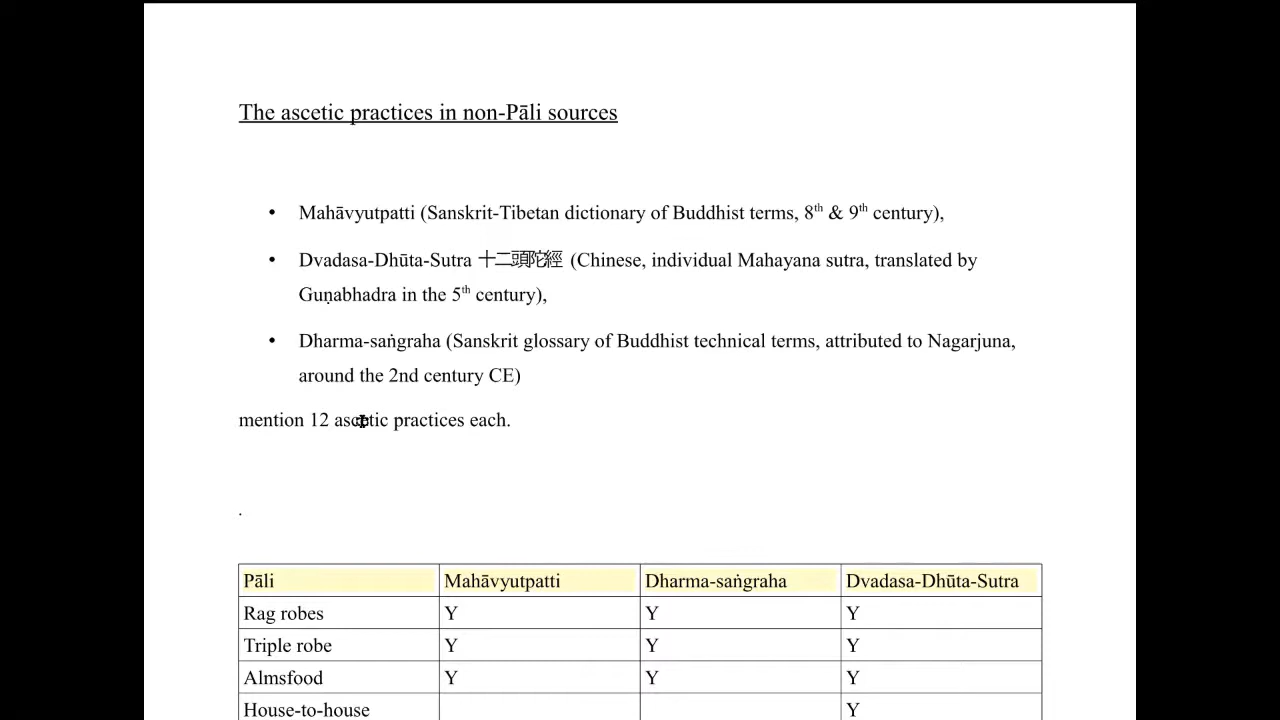 The ascetic practices in non-Pāli sources
• Mahāvyutpatti (Sanskrit-Tibetan dictionary of Buddhist terms, 8th & 9th century),
• Dvadasa-Dhūta-Sutra 十二頭陀經 (Chinese, individual Mahayana sutra, translated by
Guṇabhadra in the 5th century),
• Dharma-saṅgraha (Sanskrit glossary of Buddhist technical terms, attributed to Nagarjuna,
around the 2nd century CE)
mention 12 ascetic practices each.
.
Pāli Mahāvyutpatti Dharma-saṅgraha Dvadasa-Dhūta-Sutra
Rag robes Y Y Y
Triple robe Y Y Y
Almsfood Y Y Y
House-to-house Y